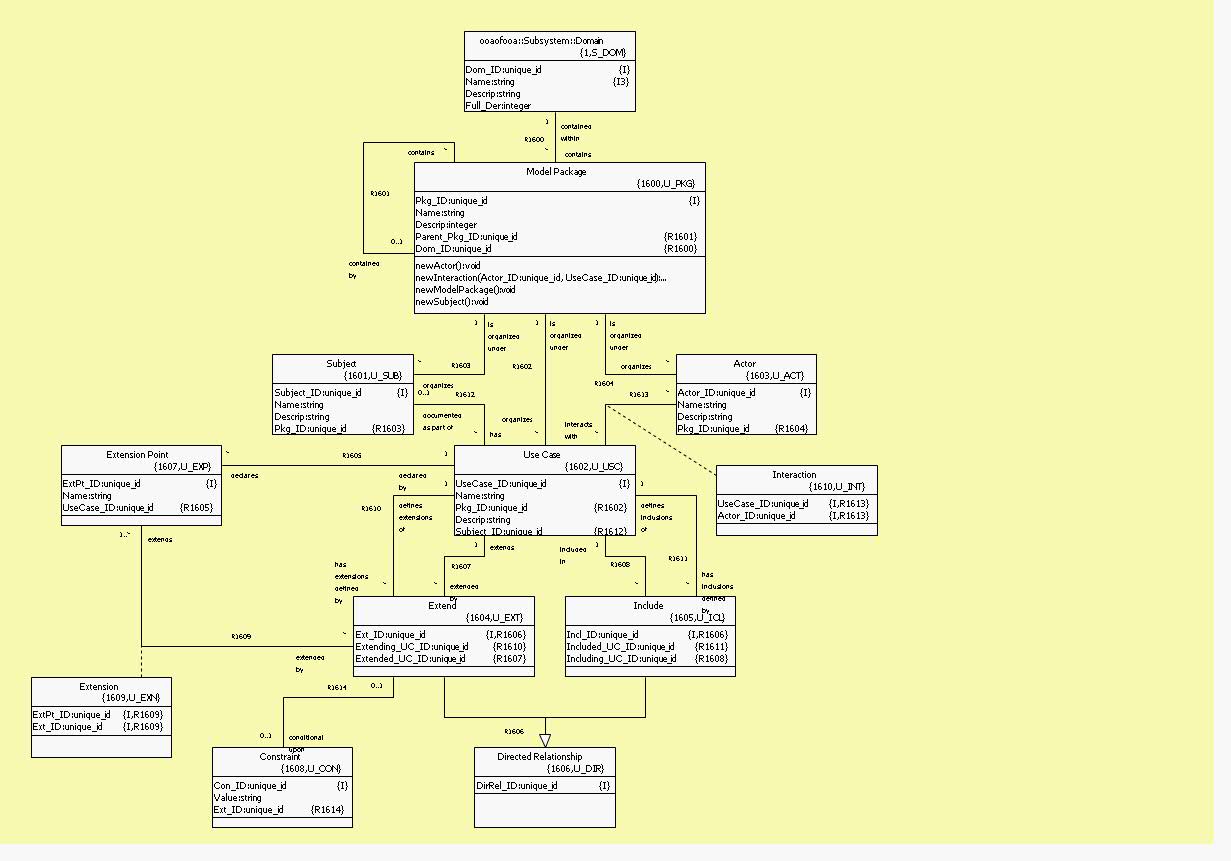 ooaofooa::Subsystem::Domain
{1,S_DOM}
Dom_ID:unique_id {I}
Name:string {I3}
Descrip:string
Full_Der:integer
1
contained
within
R1600
*
contains
contains *
R1601
0..1
contained
by
Model Package
{1600,U_PKG}
Pkg_ID:unique_id {I}
Name:string
Descrip:integer
Parent_Pkg_ID:unique_id {R1601}
Dom_ID:unique_id {R1600}
newActor():void
newInteraction(Actor_ID:unique_id, UseCase_ID:unique_id):...
newModelPackage():void
newSubject():void
1
is
organized
under
1
is
organized
under
1
is
organized
under
*
R1603
organizes
R1602
organizes
*
organizes
*
R1604
Subject
{1601,U_SUB}
Subject_ID:unique_id {I}
Name:string
Descrip:string
Pkg_ID:unique_id {R1603}
Actor
{1603,U_ACT}
Actor_ID:unique_id {I}
Name:string
Descrip:string
Pkg_ID:unique_id {R1604}
0..1
R1612
documented
as part of
*
has
R1613
*
interacts
with
*
Extension Point
{1607,U_EXP}
ExtPt_ID:unique_id {I}
Name:string
UseCase_ID:unique_id {R1605}
*
declares
R1605
1
declared
by
Use Case
{1602,U_USC}
UseCase_ID:unique_id {I}
Name:string
Pkg_ID:unique_id {R1602}
Descrip:string
Subject_ID:unique_id {R1612}
Interaction
{1610,U_INT}
UseCase_ID:unique_id {I,R1613}
Actor_ID:unique_id {I,R1613}
1
defines
extensions
of
R1610
has
extensions
defined
by
*
1
defines
inclusions
of
R1611
*
has
inclusions
defined
by
1
extends
R1607
*
extended
by
included
in
1
R1608
*
1..*
extends
R1609
*
extended
by
Extend
{1604,U_EXT}
Ext_ID:unique_id {I,R1606}
Extending_UC_ID:unique_id {R1610}
Extended_UC_ID:unique_id {R1607}
Include
{1605,U_ICL}
Incl_ID:unique_id {I,R1606}
Included_UC_ID:unique_id {R1611}
Including_UC_ID:unique_id {R1608}
Extension
{1609,U_EXN}
ExtPt_ID:unique_id {I,R1609}
Ext_ID:unique_id {I,R1609}
R1614
0..1
0..1
conditional
upon
R1606
Constraint
{1608,U_CON}
Con_ID:unique_id {I}
Value:string
Ext_ID:unique_id {R1614}
Directed Relationship
{1606,U_DIR}
DirRel_ID:unique_id {I}